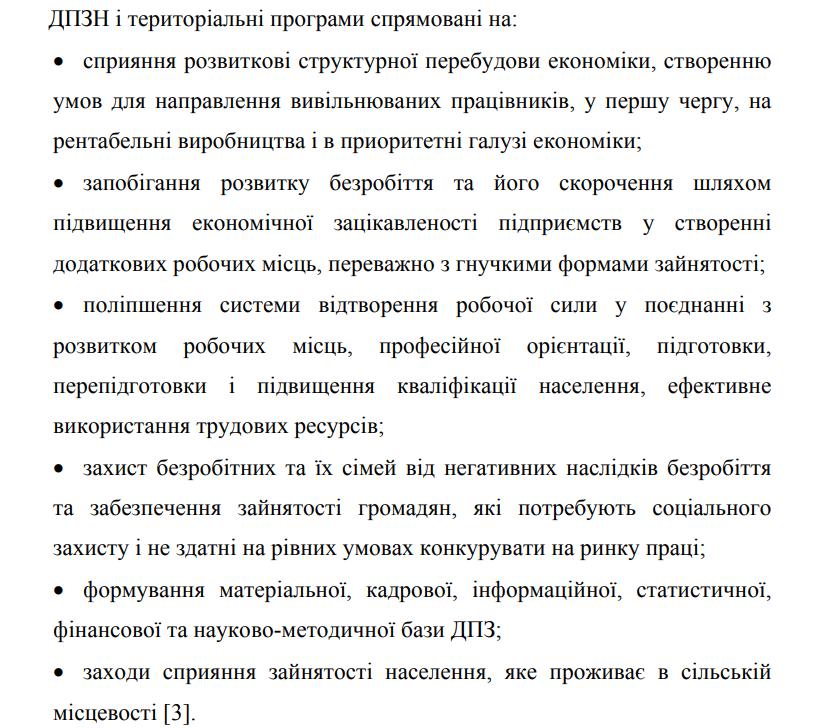 ДПЗН і територіальні програми спрямовані на:
• сприяння розвиткові структурної перебудови економіки, створенню
умов для направлення вивільнюваних працівників, у першу чергу, на
рентабельні виробництва і в приоритетні галузі економіки;
• запобігання розвитку безробіття та його скорочення шляхом
підвищення економічної зацікавленості підприємств у створенні
додаткових робочих місць, переважно з гнучкими формами зайнятості;
• поліпшення системи відтворення робочої сили у поєднанні з
розвитком робочих місць, професійної орієнтації, підготовки,
перепідготовки і підвищення кваліфікації населення, ефективне
використання трудових ресурсів;
• захист безробітних та їх сімей від негативних наслідків безробіття
та забезпечення зайнятості громадян, які потребують соціального
захисту і не здатні на рівних умовах конкурувати на ринку праці;
• формування матеріальної, кадрової, інформаційної, статистичної,
фінансової та науково-методичної бази ДПЗ;
• заходи сприяння зайнятості населення, яке проживає в сільській
місцевості [3].